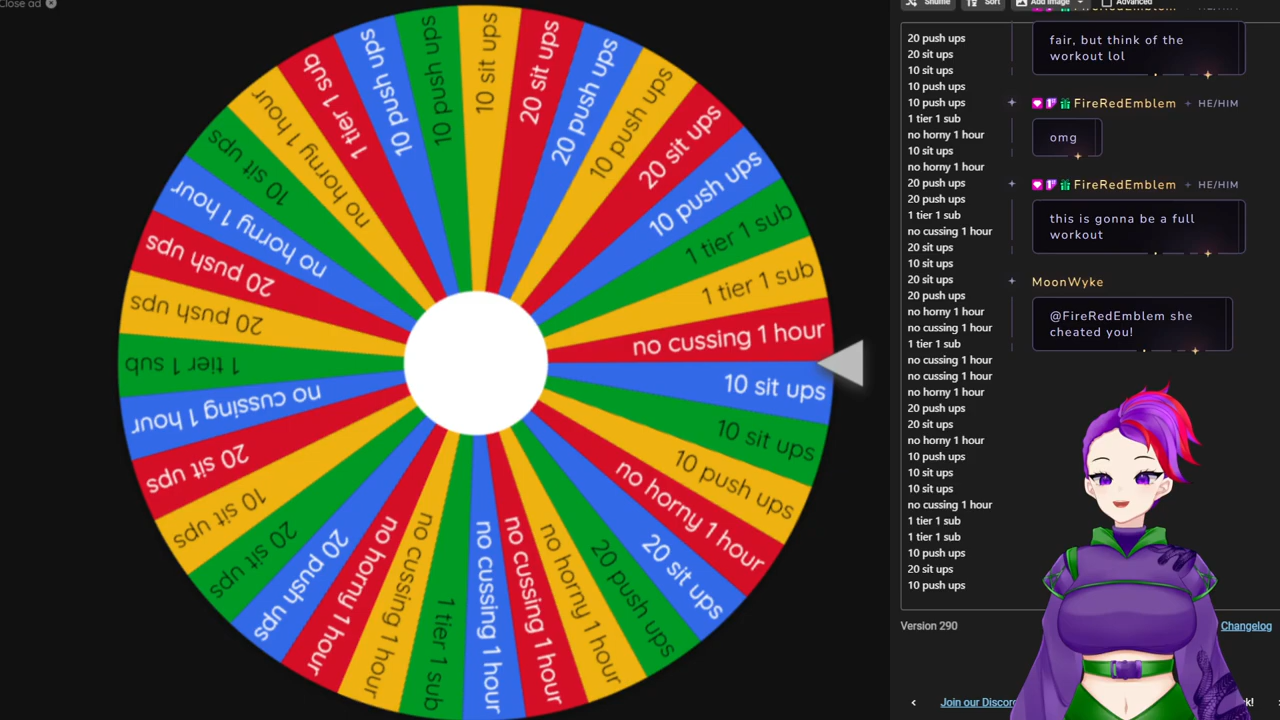 Close ad
10 sit ups
20 sit ups
20 push ups
10 push ups
20 sit ups
10 push ups
1 tier 1 sub
1 tier 1 sub
no cussing 1 hour
10 sit ups
10 sit ups
10 push ups
no horny 1 hour
20 sit ups
20 push ups
no horny 1 hour
no cussing 1 hour
no cussing 1 hour
1 tier 1 sub
no cussing 1 hour
no horny 1 hour
20 push ups
20 sit ups
10 sit ups
20 sit ups
no cussing 1 hour
1 tier 1 sub
20 push ups
20 push ups
no horny 1 hour
10 sit ups
no horny 1 hour
1 tier 1 sub
10 push ups
10 push ups
Shuffle Sort Add image Advanced
20 push ups
20 sit ups
10 sit ups
10 push ups
10 push ups
1 tier 1 sub
no horny 1 hour
10 sit ups
no horny 1 hour
20 push ups
20 push ups
1 tier 1 sub
no cussing 1 hour
20 sit ups
10 sit ups
20 sit ups
20 push ups
no horny 1 hour
no cussing 1 hour
1 tier 1 sub
no cussing 1 hour
no cussing 1 hour
no horny 1 hour
20 push ups
20 sit ups
no horny 1 hour
10 push ups
10 sit ups
10 sit ups
no cussing 1 hour
1 tier 1 sub
1 tier 1 sub
10 push ups
20 sit ups
10 push ups
Version 290
Changelog
Join our Discord
k!
FireRedEmblem HE/HIM
fair, but think of the
workout lol
FireRedEmblem HE/HIM
omg
FireRedEmblem HE/HIM
this is gonna be a full
workout
MoonWyke
@FireRedEmblem she
cheated you!